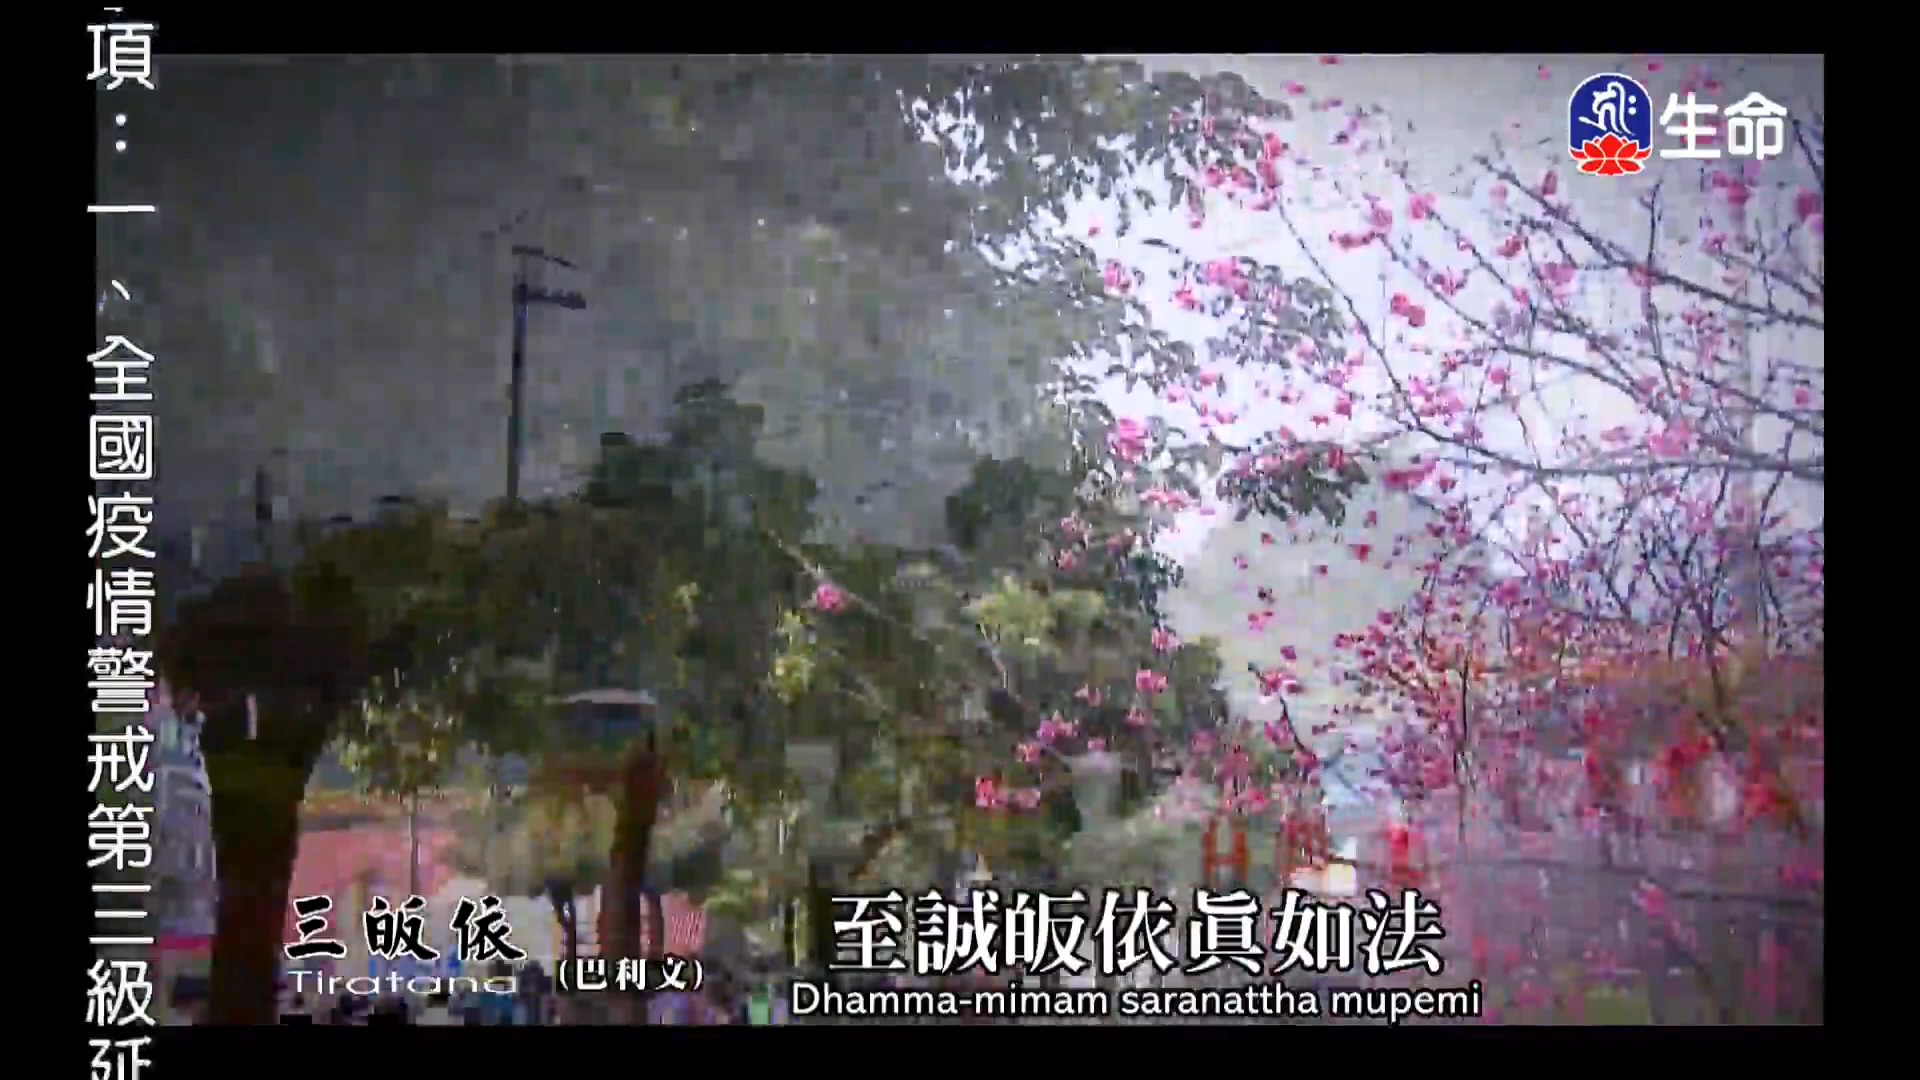 項：一、全國疫情警戒第三級延
生命
三皈依
Tiratana
(巴利文)
至誠皈依眞如法
Dhamma-mimam saranattha mupemi